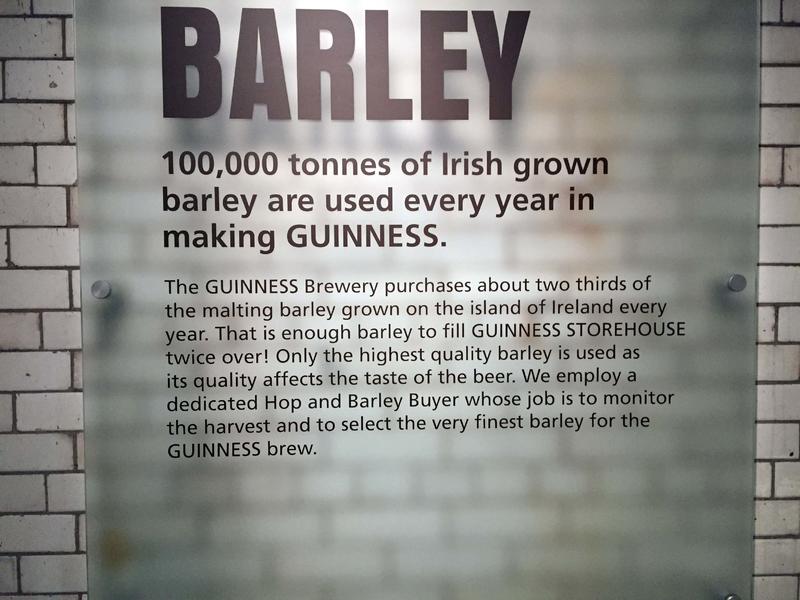 BARLEY
100,000 tonnes of Irish grown
barley are used every year in
making GUINNESS.
The GUINNESS Brewery purchases about two thirds of
the malting barley grown on the island of Ireland every
year. That is enough barley to fill GUINNESS STOREHOUSE
twice over! Only the highest quality barley is used as
its quality affects the taste of the beer. We employ a
dedicated Hop and Barley Buyer whose job is to monitor
the harvest and to select the very finest barley for the
GUINNESS brew.